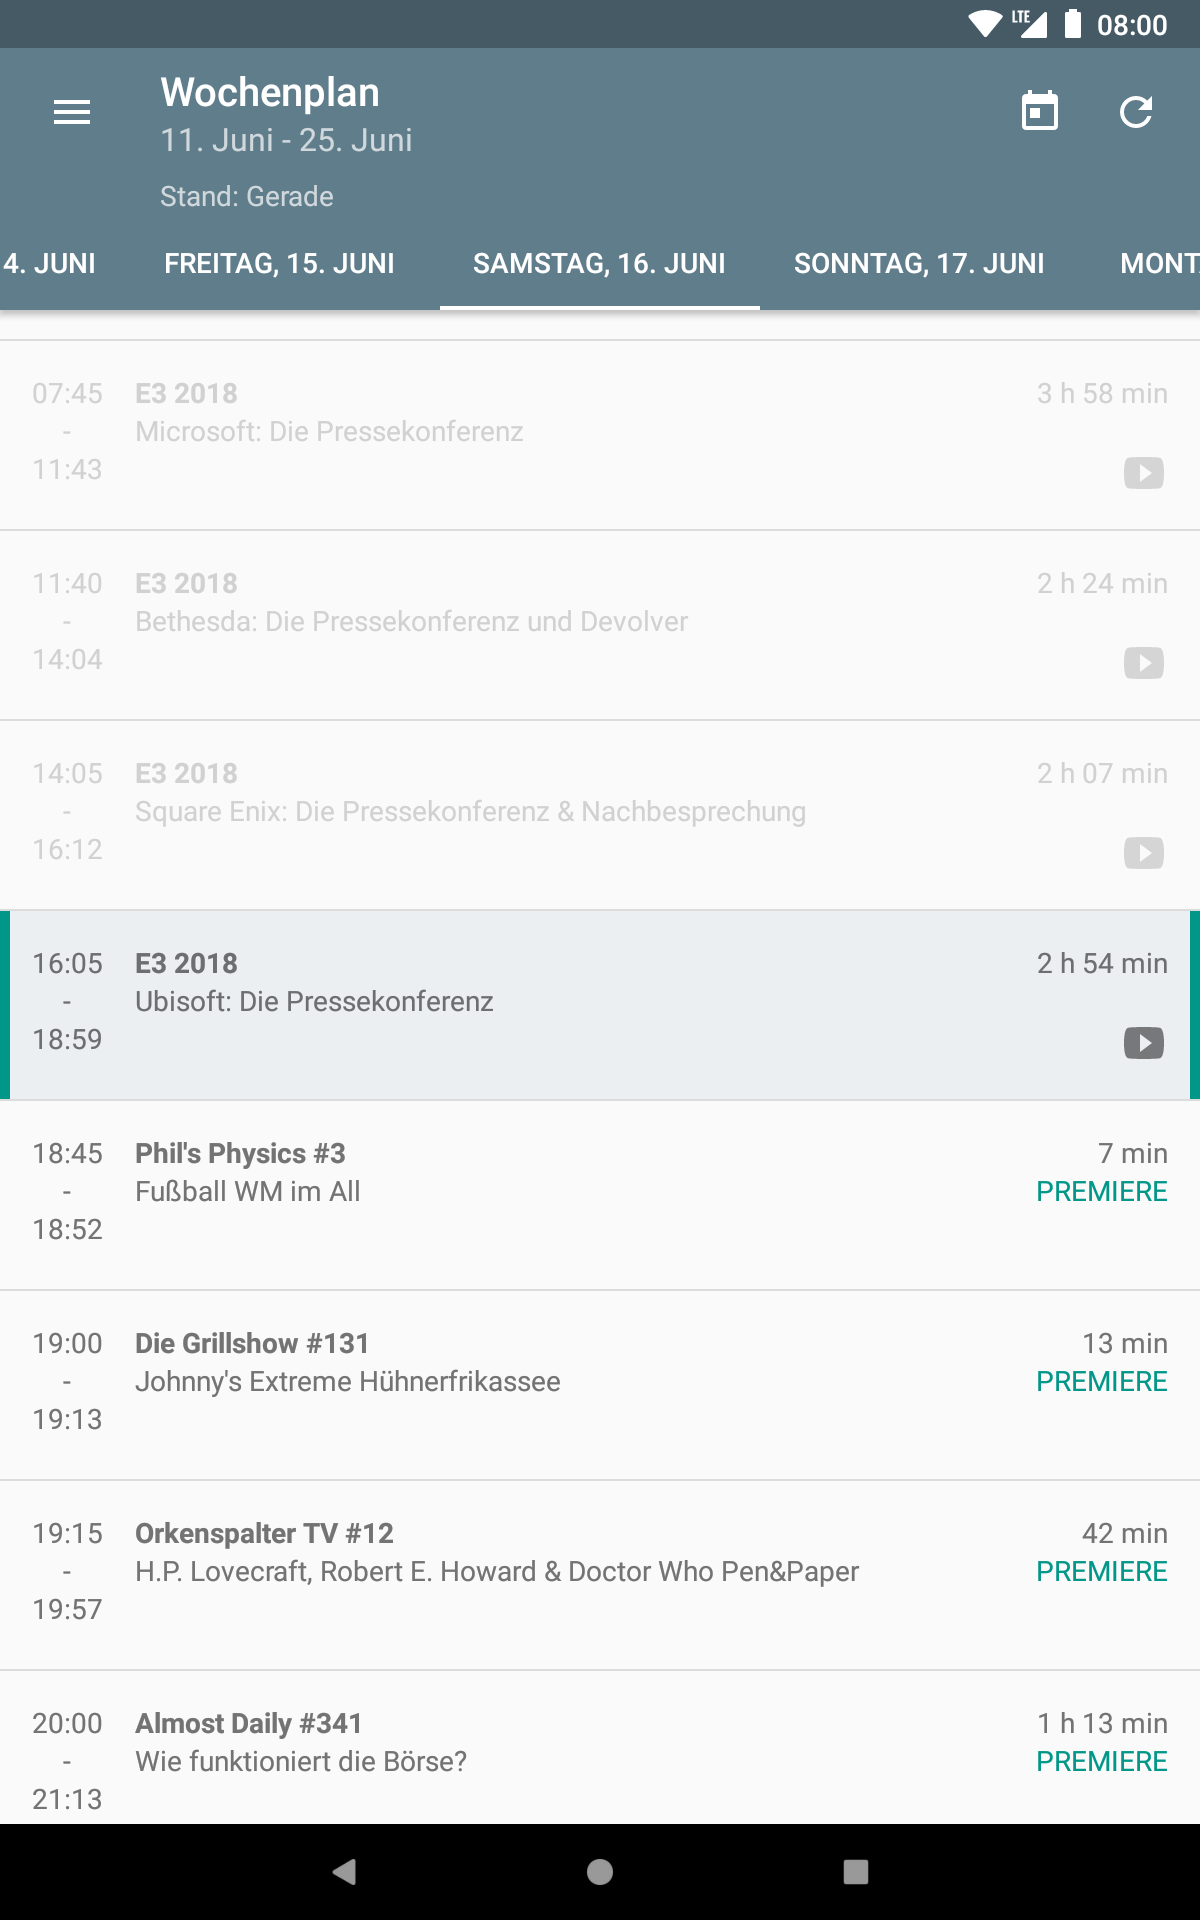 LTE 08:00
Wochenplan
11. Juni - 25. Juni
Stand: Gerade
4. JUNI FREITAG, 15. JUNI SAMSTAG, 16. JUNI SONNTAG, 17. JUNI MONT
07:45 E3 2018 3 h 58 min
- Microsoft: Die Pressekonferenz
11:43
11:40 E3 2018 2 h 24 min
- Bethesda: Die Pressekonferenz und Devolver
14:04
14:05 E3 2018 2 h 07 min
- Square Enix: Die Pressekonferenz & Nachbesprechung
16:12
16:05 E3 2018 2 h 54 min
- Ubisoft: Die Pressekonferenz
18:59
18:45 Phil's Physics #3 7 min
- Fußball WM im All PREMIERE
18:52
19:00 Die Grillshow #131 13 min
- Johnny's Extreme Hühnerfrikassee PREMIERE
19:13
19:15 Orkenspalter TV #12 42 min
- H.P. Lovecraft, Robert E. Howard & Doctor Who Pen&Paper PREMIERE
19:57
20:00 Almost Daily #341 1 h 13 min
- Wie funktioniert die Börse? PREMIERE
21:13